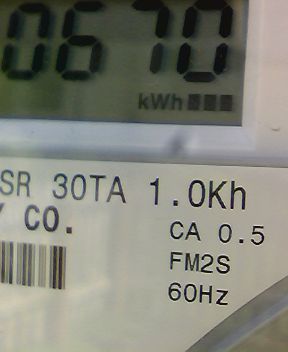 0670
kWh
SR 30TA 1.0Kh
Y CO.
CA 0.5
FM2S
60Hz